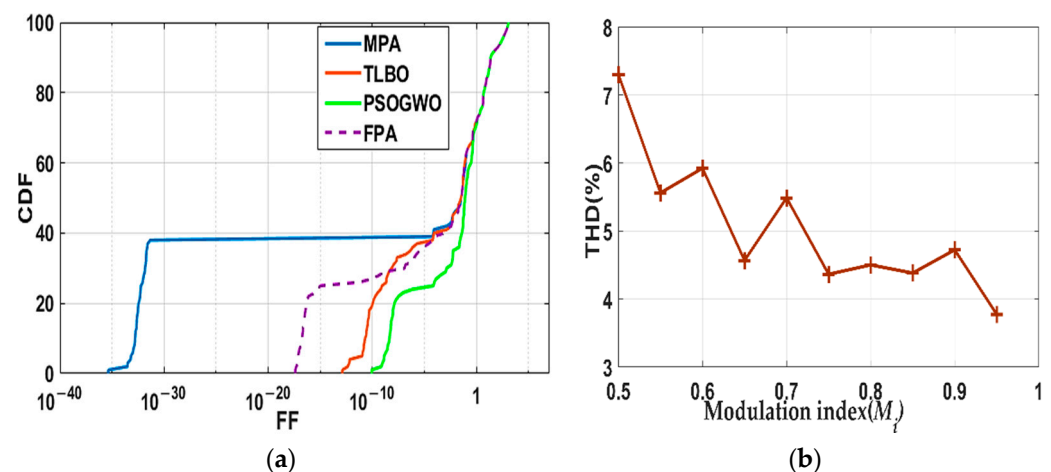 100
80
60
40
20
0
CDF
MPA
TLBO
PSOGWO
FPA
10−40
10−30
10−20
10−10
1
FF
(a)
8
7
6
5
4
3
THD(%)
0.5
0.6
0.7
0.8
0.9
1
Modulation index(Mi)
(b)